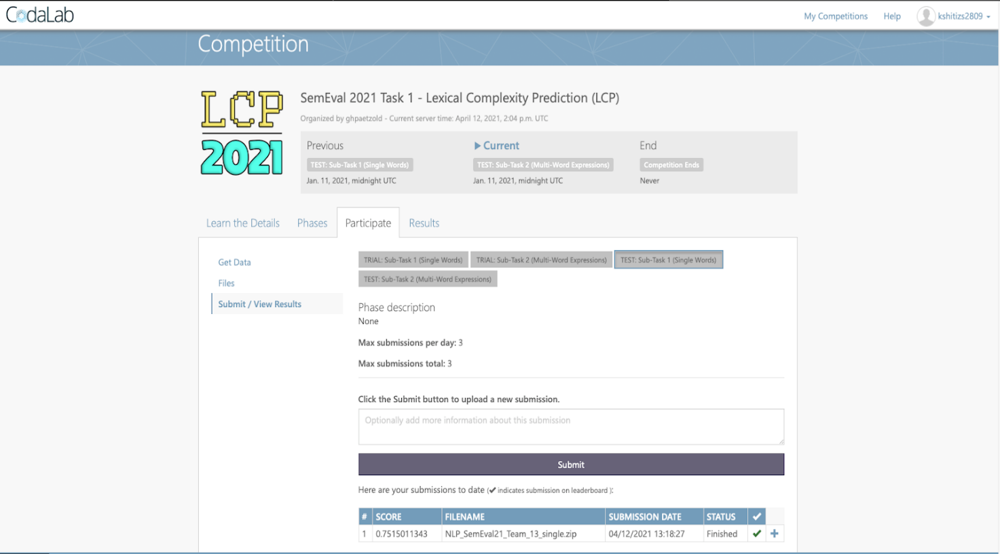 CodaLab
My Competitions Help kshitizs2809
Competition
LCP
2021
SemEval 2021 Task 1 - Lexical Complexity Prediction (LCP)
Organized by ghpaetzold - Current server time: April 12, 2021, 2:04 p.m. UTC
Previous Current End
TEST: Sub-Task 1 (Single Words) TEST: Sub-Task 2 (Multi-Word Expressions) Competition Ends
Jan. 11, 2021, midnight UTC Jan. 11, 2021, midnight UTC Never
Learn the Details Phases Participate Results
Get Data
Files
Submit / View Results
TRIAL: Sub-Task 1 (Single Words) TRIAL: Sub-Task 2 (Multi-Word Expressions) TEST: Sub-Task 1 (Single Words)
TEST: Sub-Task 2 (Multi-Word Expressions)
Phase description
None
Max submissions per day: 3
Max submissions total: 3
Click the Submit button to upload a new submission.
Optionally add more information about this submission
Submit
Here are your submissions to date (✔ indicates submission on leaderboard ):
# SCORE FILENAME SUBMISSION DATE STATUS ✔
1 0.7515011343 NLP_SemEval21_Team_13_single.zip 04/12/2021 13:18:27 Finished ✔ +